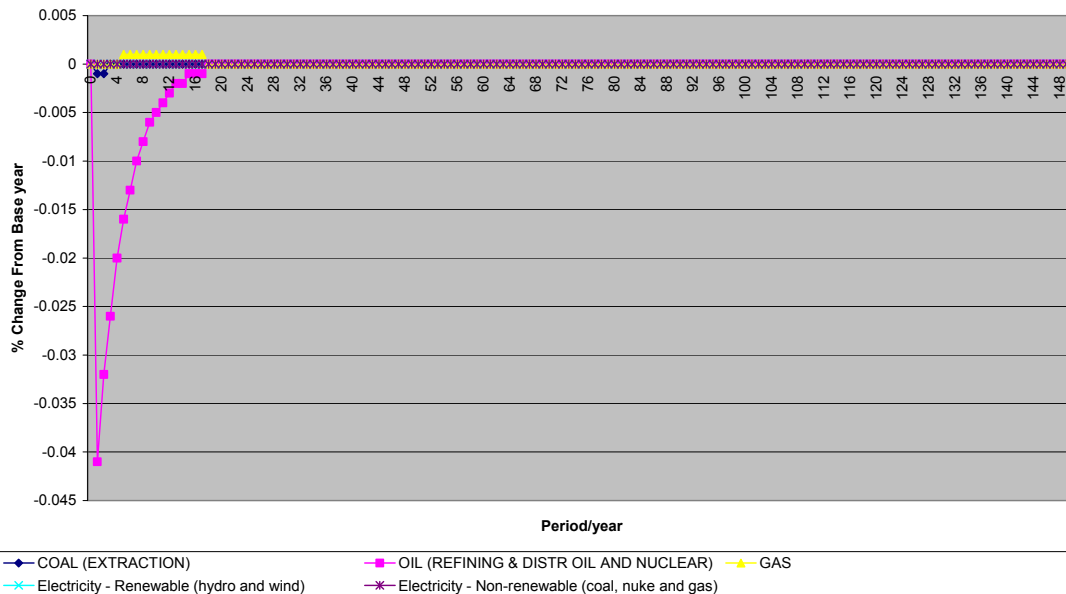 0.005
0
-0.005
-0.01
-0.015
-0.02
-0.025
-0.03
-0.035
-0.04
-0.045
% Change From Base year
0 4 8 12 16 20 24 28 32 36 40 44 48 52 56 60 64 68 72 76 80 84 88 92 96 100 104 108 112 116 120 124 128 132 136 140 144 148
Period/year
COAL (EXTRACTION) OIL (REFINING & DISTR OIL AND NUCLEAR) GAS
Electricity - Renewable (hydro and wind) Electricity - Non-renewable (coal, nuke and gas)